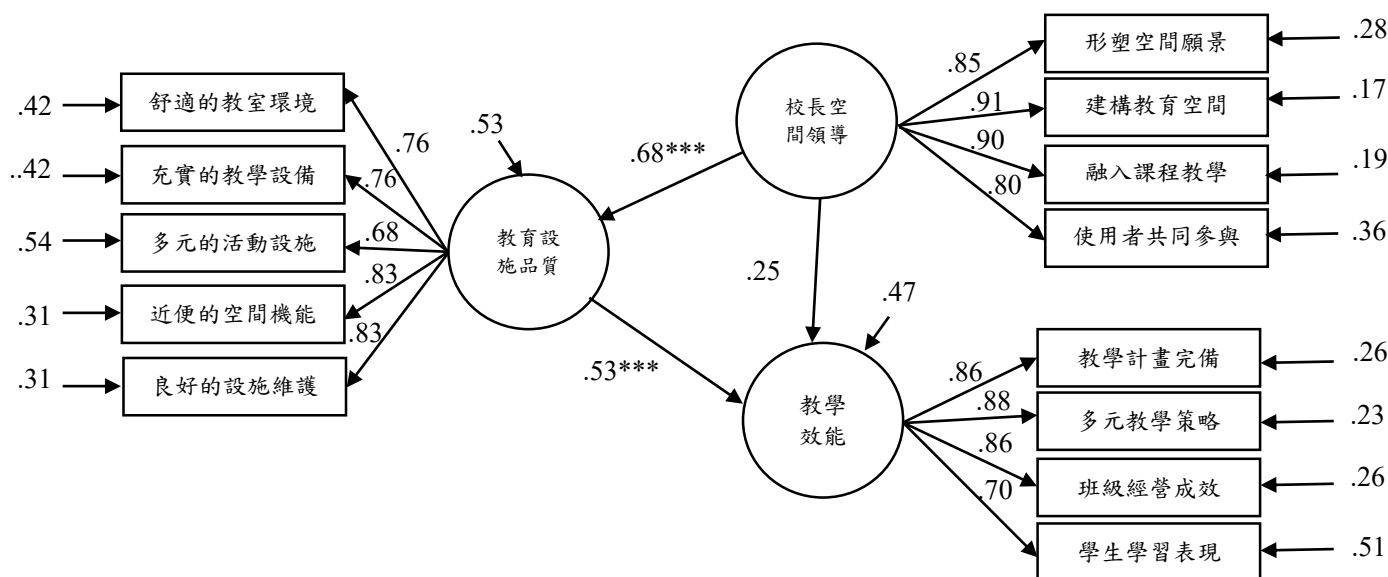 形塑空間願景
.28
.85
舒適的教室環境
.42
建構教育空間
.17
.91
校長空
間領導
.53
.76
.68***
.90
融入課程教學
.19
充實的教學設備
..42
.76
.80
使用者共同參與
.36
多元的活動設施
.54
.68
教育設
施品質
.25
.83
近便的空間機能
.31
.47
.83
良好的設施維護
.31
.53***
教學
效能
.86
教學計畫完備
.26
.88
多元教學策略
.23
.86
班級經營成效
.26
.70
學生學習表現
.51